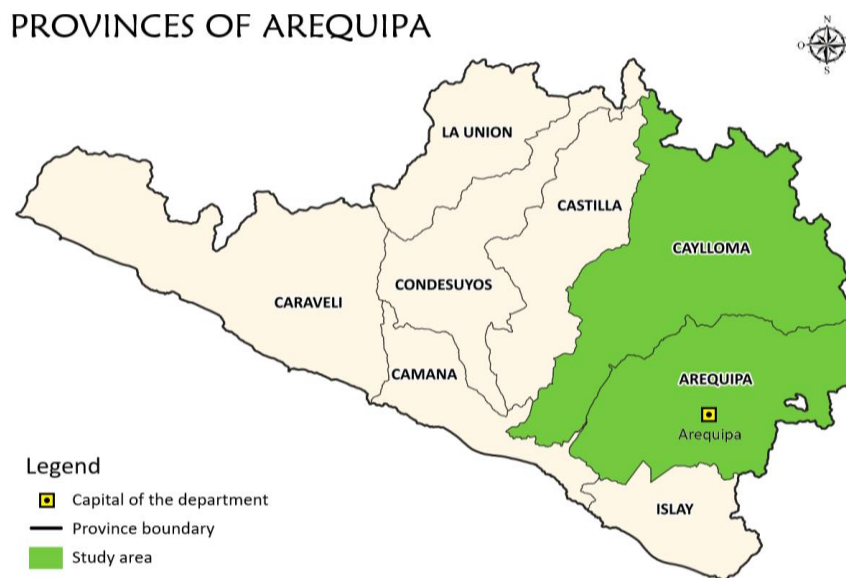 PROVINCES OF AREQUIPA
N
O
E
S
LA UNION
CASTILLA
CAYLLOMA
CONDESUYOS
CARAVELI
CAMANA
AREQUIPA
Arequipa
ISLAY
Legend
Capital of the department
Province boundary
Study area